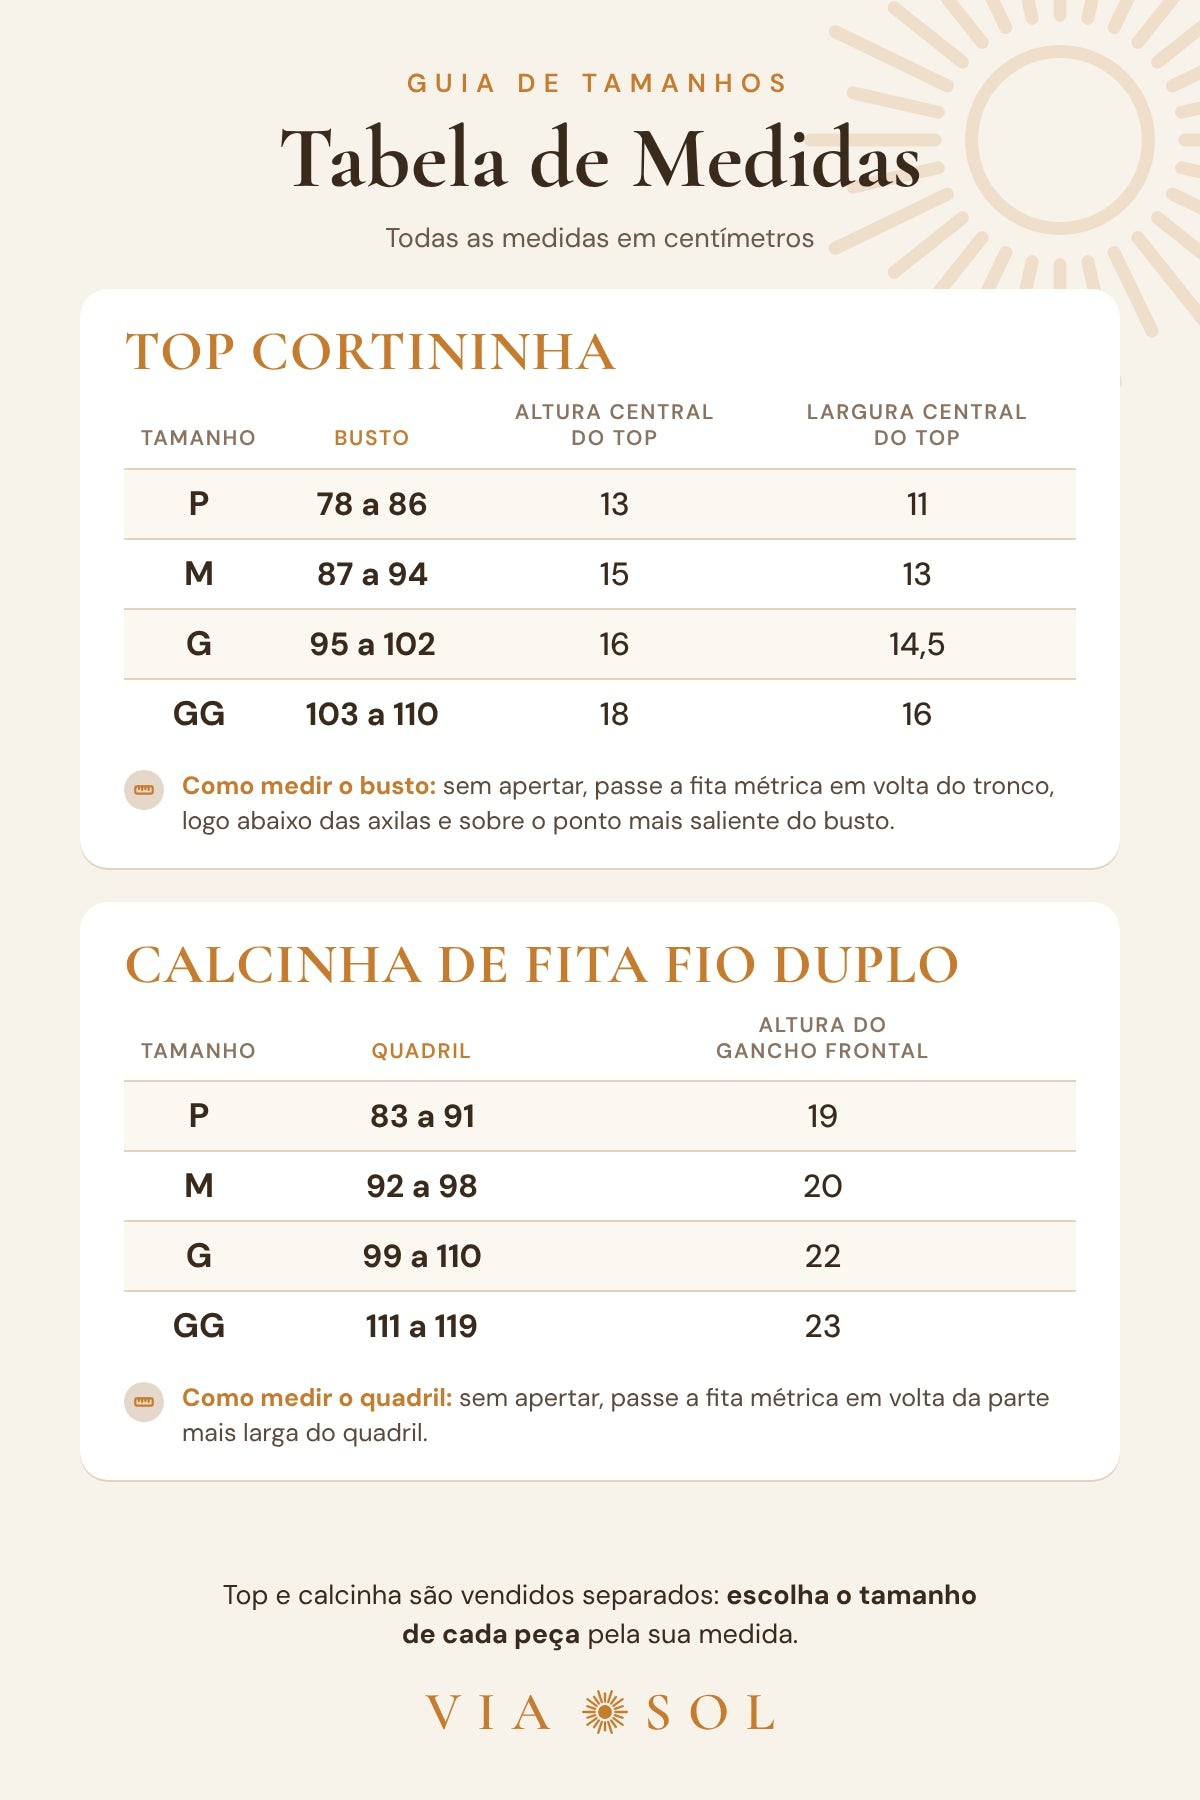 GUIA DE TAMANHOS
Tabela de Medidas
Todas as medidas em centímetros
TOP CORTININHA
TAMANHO BUSTO ALTURA CENTRAL DO TOP LARGURA CENTRAL DO TOP
P 78 a 86 13 11
M 87 a 94 15 13
G 95 a 102 16 14,5
GG 103 a 110 18 16
Como medir o busto: sem apertar, passe a fita métrica em volta do tronco,
logo abaixo das axilas e sobre o ponto mais saliente do busto.
CALCINHA DE FITA FIO DUPLO
TAMANHO QUADRIL ALTURA DO GANCHO FRONTAL
P 83 a 91 19
M 92 a 98 20
G 99 a 110 22
GG 111 a 119 23
Como medir o quadril: sem apertar, passe a fita métrica em volta da parte
mais larga do quadril.
Top e calcinha são vendidos separados: escolha o tamanho
de cada peça pela sua medida.
VIA SOL